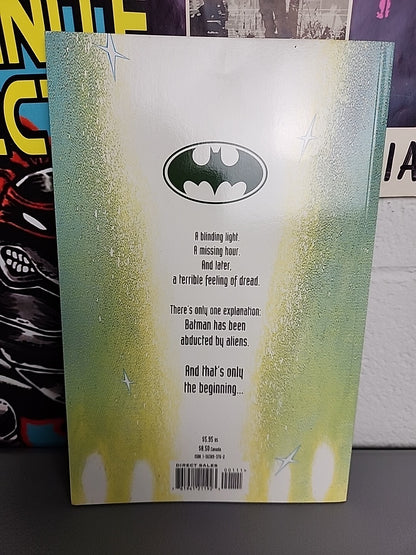 A blinding light.
A missing hour.
And later,
a terrible feeling of dread.
There's only one explanation:
Batman has been
abducted by aliens.
And that's only
the beginning...
$5.95 US
$8.50 Canada
DIRECT SALES
00111